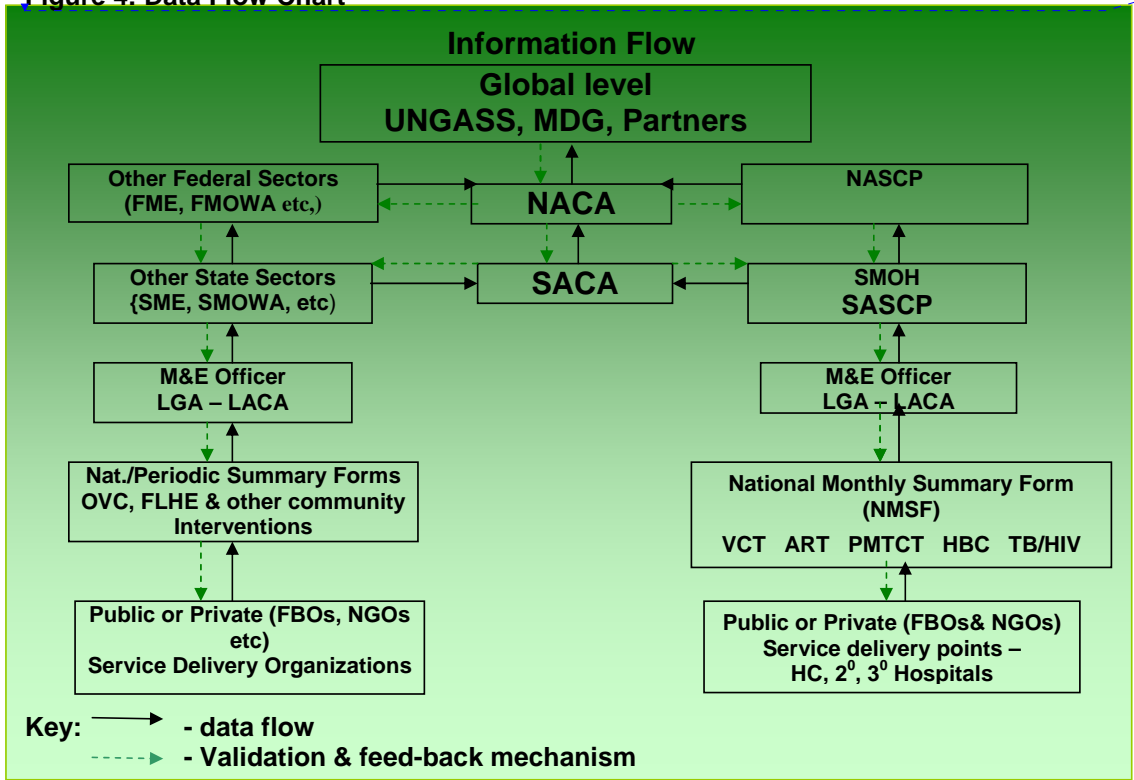 Figure 4: Data Flow Chart
Information Flow
Global level
UNGASS, MDG, Partners
Other Federal Sectors
(FME, FMOWA etc,)
NACA
NASCP
Other State Sectors
{SME, SMOWA, etc)
SACA
SMOH
SASCP
M&E Officer
LGA – LACA
M&E Officer
LGA – LACA
Nat./Periodic Summary Forms
OVC, FLHE & other community
Interventions
National Monthly Summary Form
(NMSF)
VCT ART PMTCT HBC TB/HIV
Public or Private (FBOs, NGOs
etc)
Service Delivery Organizations
Public or Private (FBOs& NGOs)
Service delivery points –
HC, 2⁰, 3⁰ Hospitals
Key: - data flow
- Validation & feed-back mechanism